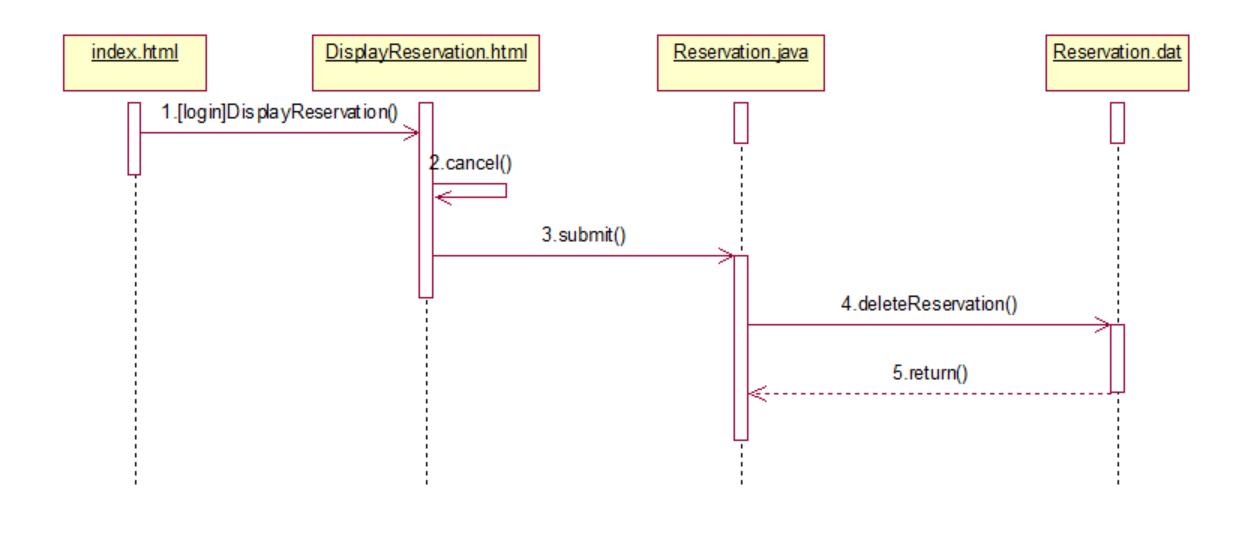 index.html
DisplayReservation.html
Reservation.java
Reservation.dat
1.[login]DisplayReservation()
2.cancel()
3.submit()
4.deleteReservation()
5.return()